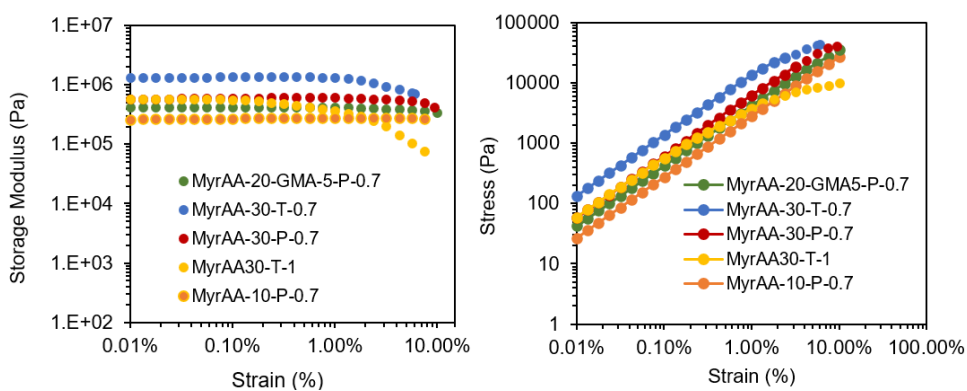 1.E+07
1.E+06
1.E+05
1.E+04
1.E+03
1.E+02
Storage Modulus (Pa)
MyrAA-20-GMA-5-P-0.7
MyrAA-30-T-0.7
MyrAA-30-P-0.7
MyrAA30-T-1
MyrAA-10-P-0.7
0.01%
0.10%
1.00%
10.00%
Strain (%)
100000
10000
1000
100
10
1
Stress (Pa)
MyrAA-20-GMA5-P-0.7
MyrAA-30-T-0.7
MyrAA-30-P-0.7
MyrAA30-T-1
MyrAA-10-P-0.7
0.01%
0.10%
1.00%
10.00%
100.00%
Strain (%)